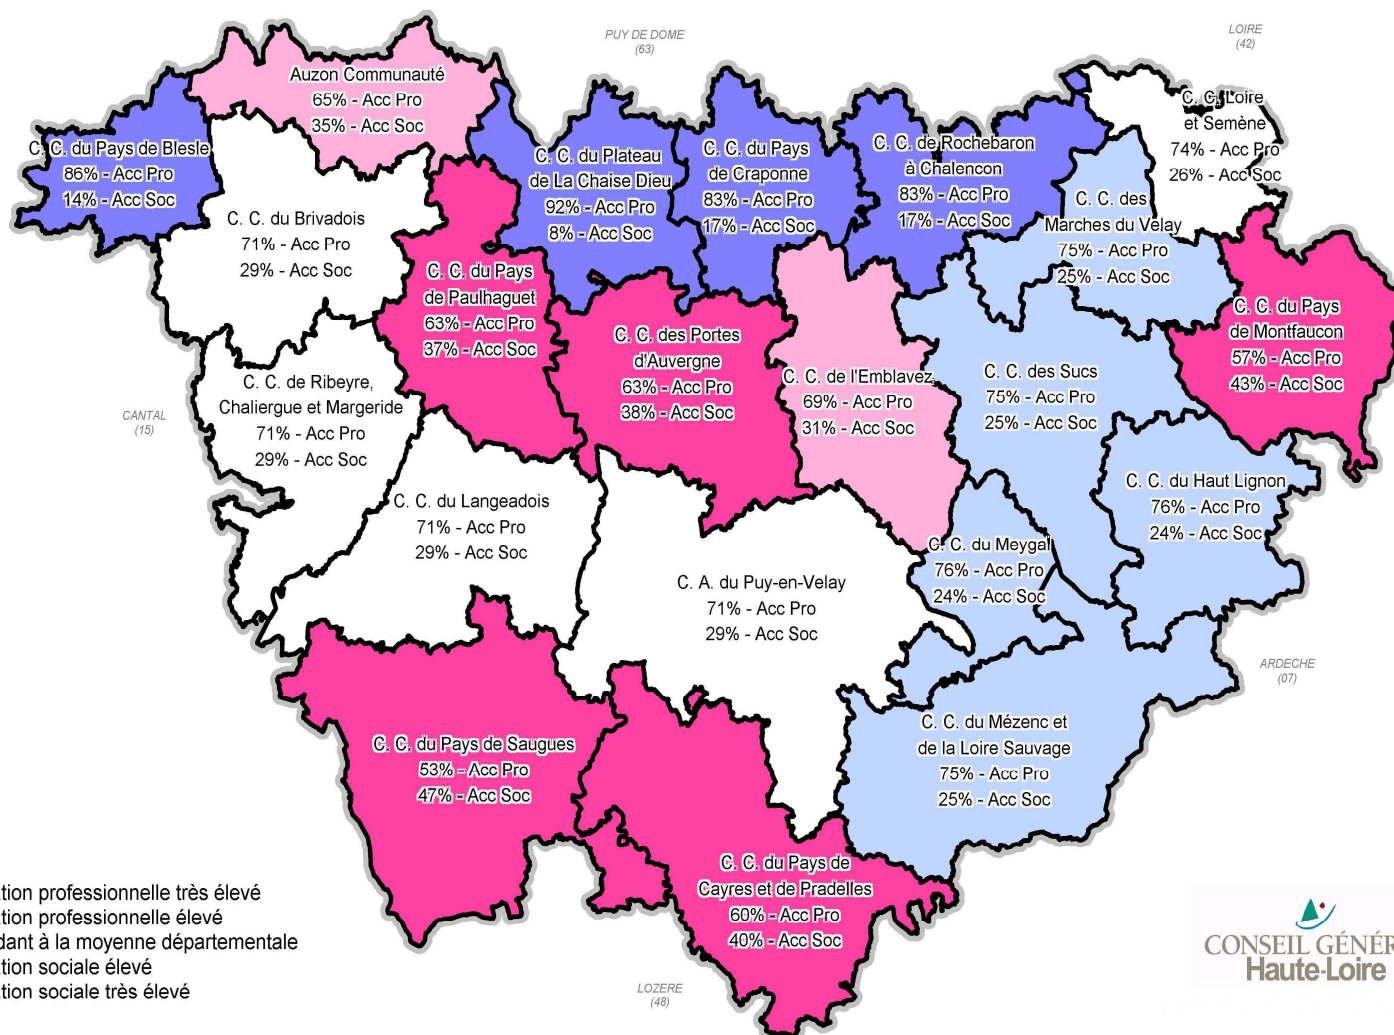 PUY DE DOME
(63)
LOIRE
(42)
Auzon Communauté
65% - Acc Pro
35% - Acc Soc
C. C. du Pays de Blesle
86% - Acc Pro
14% - Acc Soc
C. C. du Plateau
de La Chaise Dieu
92% - Acc Pro
8% - Acc Soc
C. C. du Pays
de Craponne
83% - Acc Pro
17% - Acc Soc
C. C. de Rochebaron
à Chalencon
83% - Acc Pro
17% - Acc Soc
C. C. Loire
et Semène
74% - Acc Pro
26% - Acc Soc
C. C. des
Marches du Velay
75% - Acc Pro
25% - Acc Soc
C. C. du Brivadois
71% - Acc Pro
29% - Acc Soc
C. C. du Pays
de Paulhaguet
63% - Acc Pro
37% - Acc Soc
C. C. des Portes
d'Auvergne
63% - Acc Pro
38% - Acc Soc
C. C. de l'Emblavez
69% - Acc Pro
31% - Acc Soc
C. C. des Sucs
75% - Acc Pro
25% - Acc Soc
C. C. du Pays
de Montfaucon
57% - Acc Pro
43% - Acc Soc
CANTAL
(15)
C. C. de Ribeyre,
Chaliergue et Margeride
71% - Acc Pro
29% - Acc Soc
C. C. du Langeadois
71% - Acc Pro
29% - Acc Soc
C. C. du Haut Lignon
76% - Acc Pro
24% - Acc Soc
C. C. du Meygal
76% - Acc Pro
24% - Acc Soc
C. A. du Puy-en-Velay
71% - Acc Pro
29% - Acc Soc
ARDECHE
(07)
C. C. du Pays de Saugues
53% - Acc Pro
47% - Acc Soc
C. C. du Mézenc et
de la Loire Sauvage
75% - Acc Pro
25% - Acc Soc
C. C. du Pays de
Cayres et de Pradelles
60% - Acc Pro
40% - Acc Soc
LOZERE
(48)
tion professionnelle très élevé
tion professionnelle élevé
dant à la moyenne départementale
tion sociale élevé
tion sociale très élevé
CONSEIL GÉNÉR
Haute-Loire